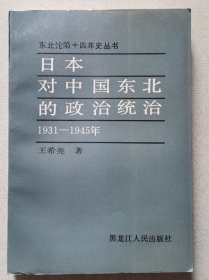 东北沦陷十四年史丛书
日本
对中国东北
的政治统治
1931—1945年
王希亮 著
黑龙江人民出版社